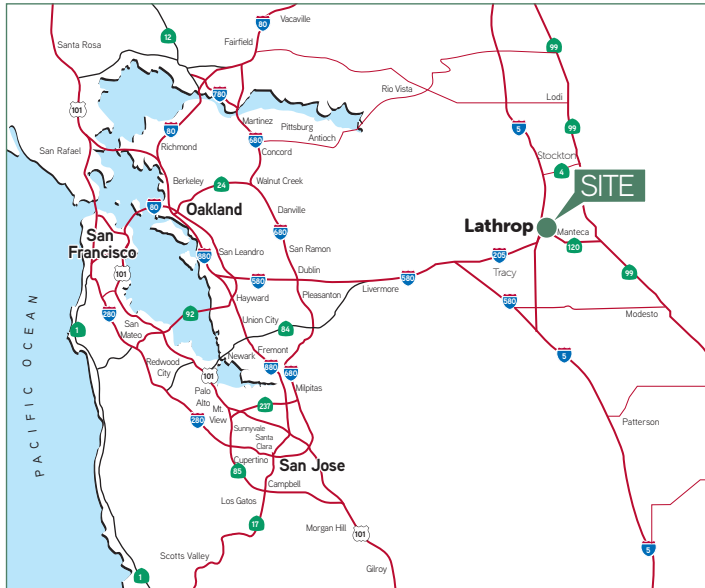 80
Vacaville
12
Fairfield
Santa Rosa
99
780
Rio Vista
101
Lodi
Martinez
Pittsburg
5
99
80
Antioch
680
Richmond
Concord
San Rafael
Stockton
4
Berkeley
24
Walnut Creek
SITE
80
Oakland
Danville
Lathrop
San
Francisco
680
Manteca
120
880
San Leandro
San Ramon
205
101
Dublin
Tracy
99
580
Livermore
580
280
Hayward
Pleasanton
580
92
Union City
Modesto
1
San
Mateo
84
Fremont
5
Redwood
City
Newark
880
680
101
Milpitas
Palo
Alto
237
Mt.
View
280
Sunnyvale
Santa
Clara
Patterson
Cupertino
San Jose
85
Campbell
Los Gatos
17
Morgan Hill
101
5
Scotts Valley
Gilroy
1
PACIFIC OCEAN